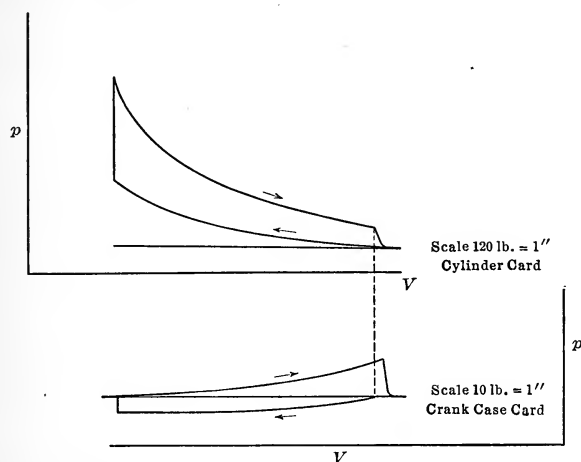 p
Scale 120 lb. = 1"
Cylinder Card
V
p
Scale 10 lb. = 1"
Crank Case Card
V